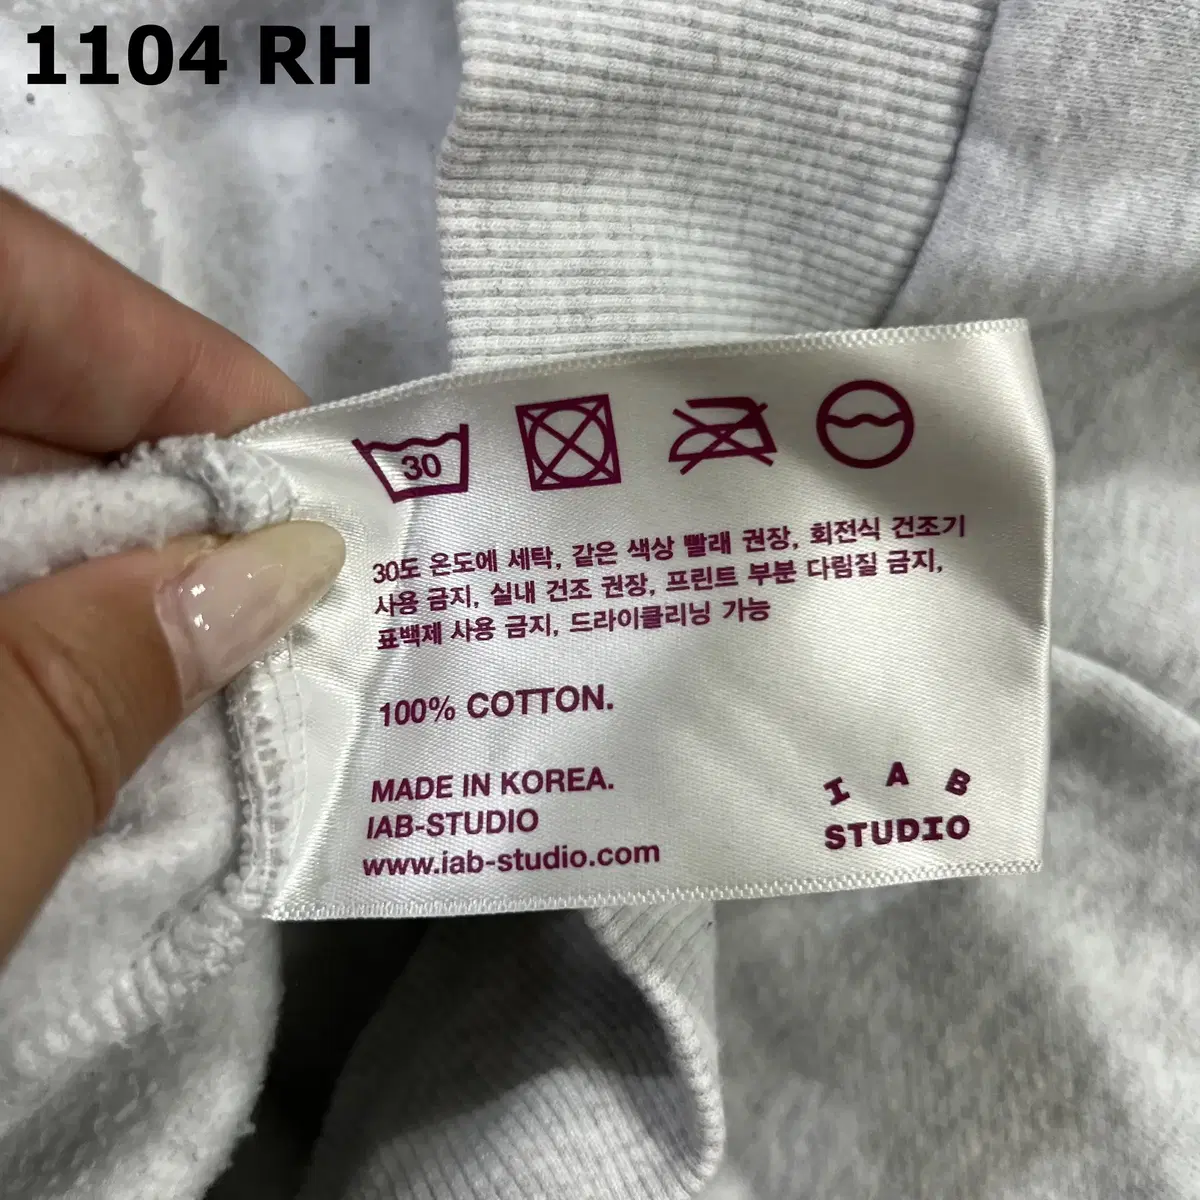 1104 RH
30
30도 온도에 세탁, 같은 색상 빨래 권장, 회전식 건조기
사용 금지, 실내 건조 권장, 프린트 부분 다림질 금지,
표백제 사용 금지, 드라이클리닝 가능
100% COTTON.
MADE IN KOREA.
IAB-STUDIO
www.iab-studio.com
I A B
STUDIO